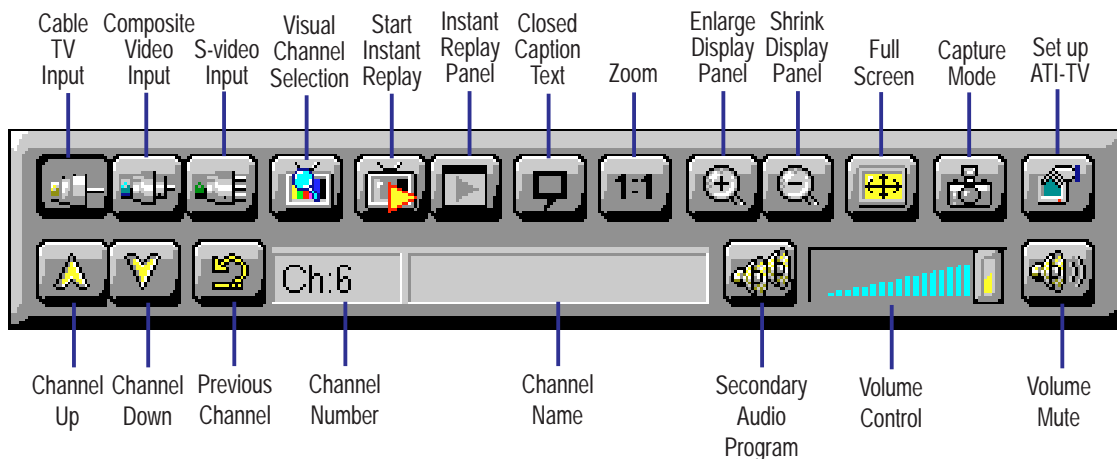 Cable
TV
Input
Composite
Video
Input
S-video
Input
Visual
Channel
Selection
Start
Instant
Replay
Instant
Replay
Panel
Closed
Caption
Text
Zoom
Enlarge
Display
Panel
Shrink
Display
Panel
Full
Screen
Capture
Mode
Set up
ATI-TV
1:1
Ch:6
Channel
Up
Channel
Down
Previous
Channel
Channel
Number
Channel
Name
Secondary
Audio
Program
Volume
Control
Volume
Mute